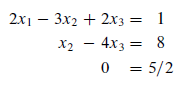 2x₁ − 3x₂ + 2x₃ = 1
x₂ − 4x₃ = 8
0 = 5/2